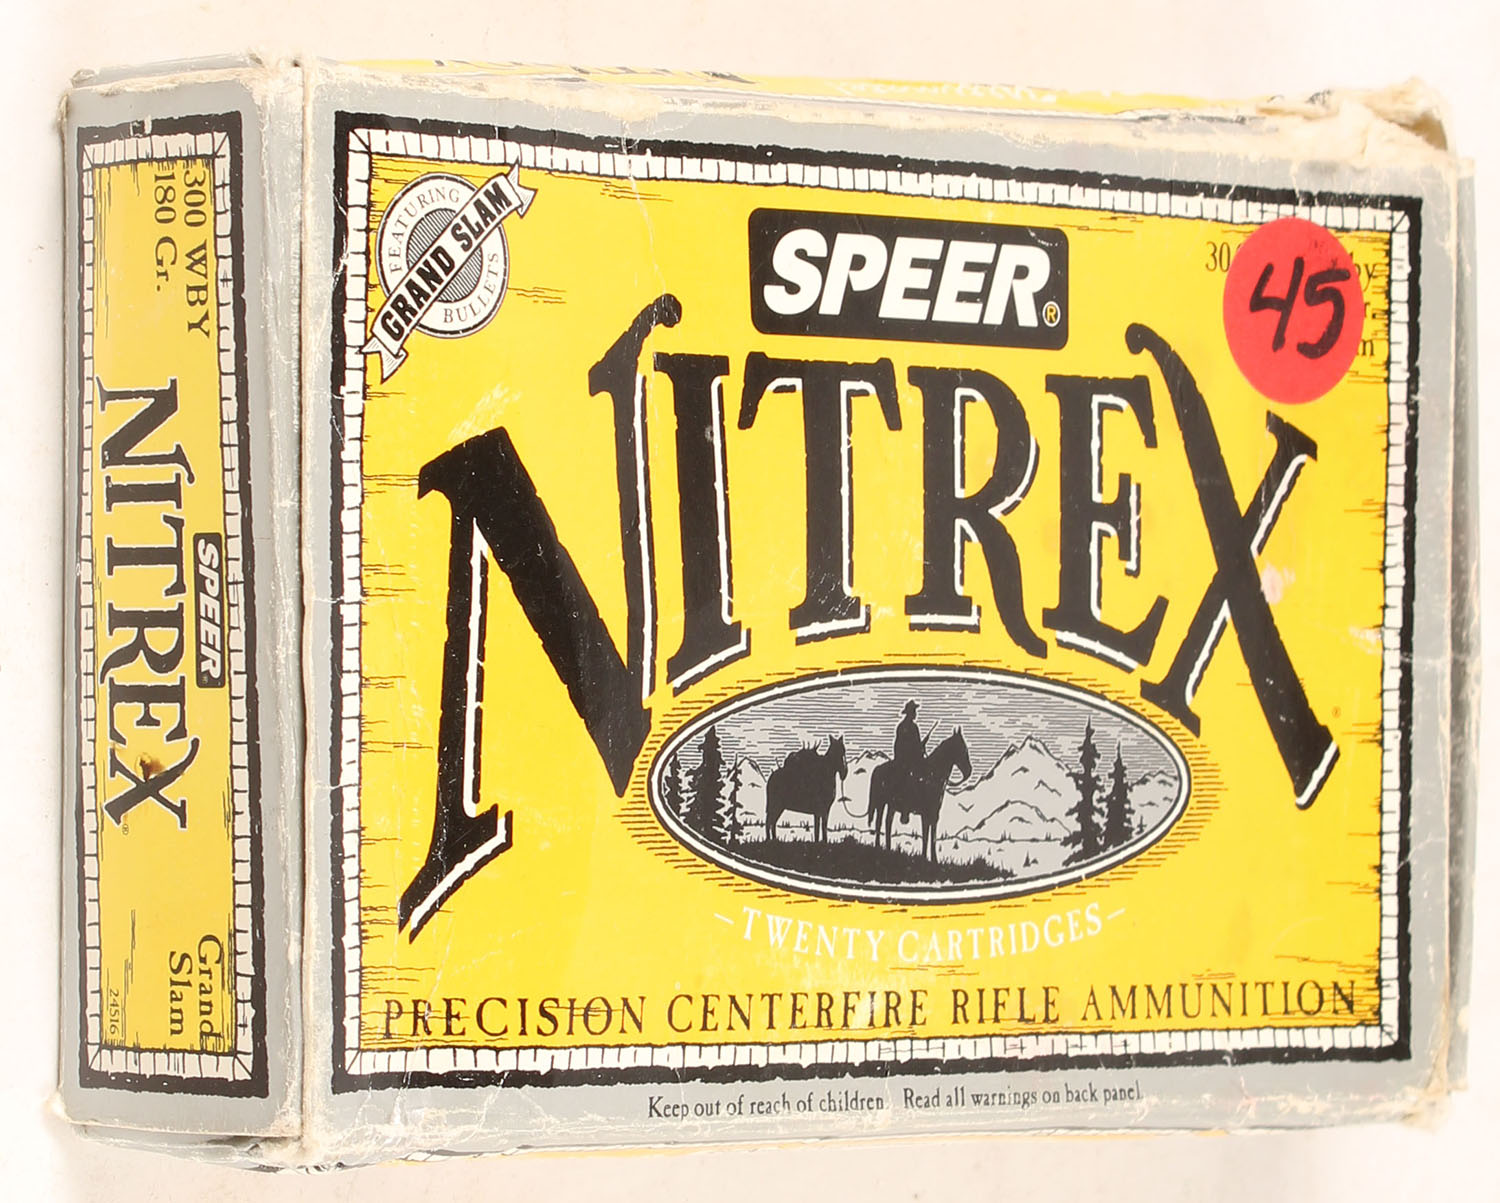 300 WBY
180 Gr.
SPEER
NITREX
Grand
Slam
24516
FEATURING
GRAND SLAM
BULLETS
SPEER®
45
NITREX®
-TWENTY CARTRIDGES-
PRECISION CENTERFIRE RIFLE AMMUNITION
Keep out of reach of children. Read all warnings on back panel.